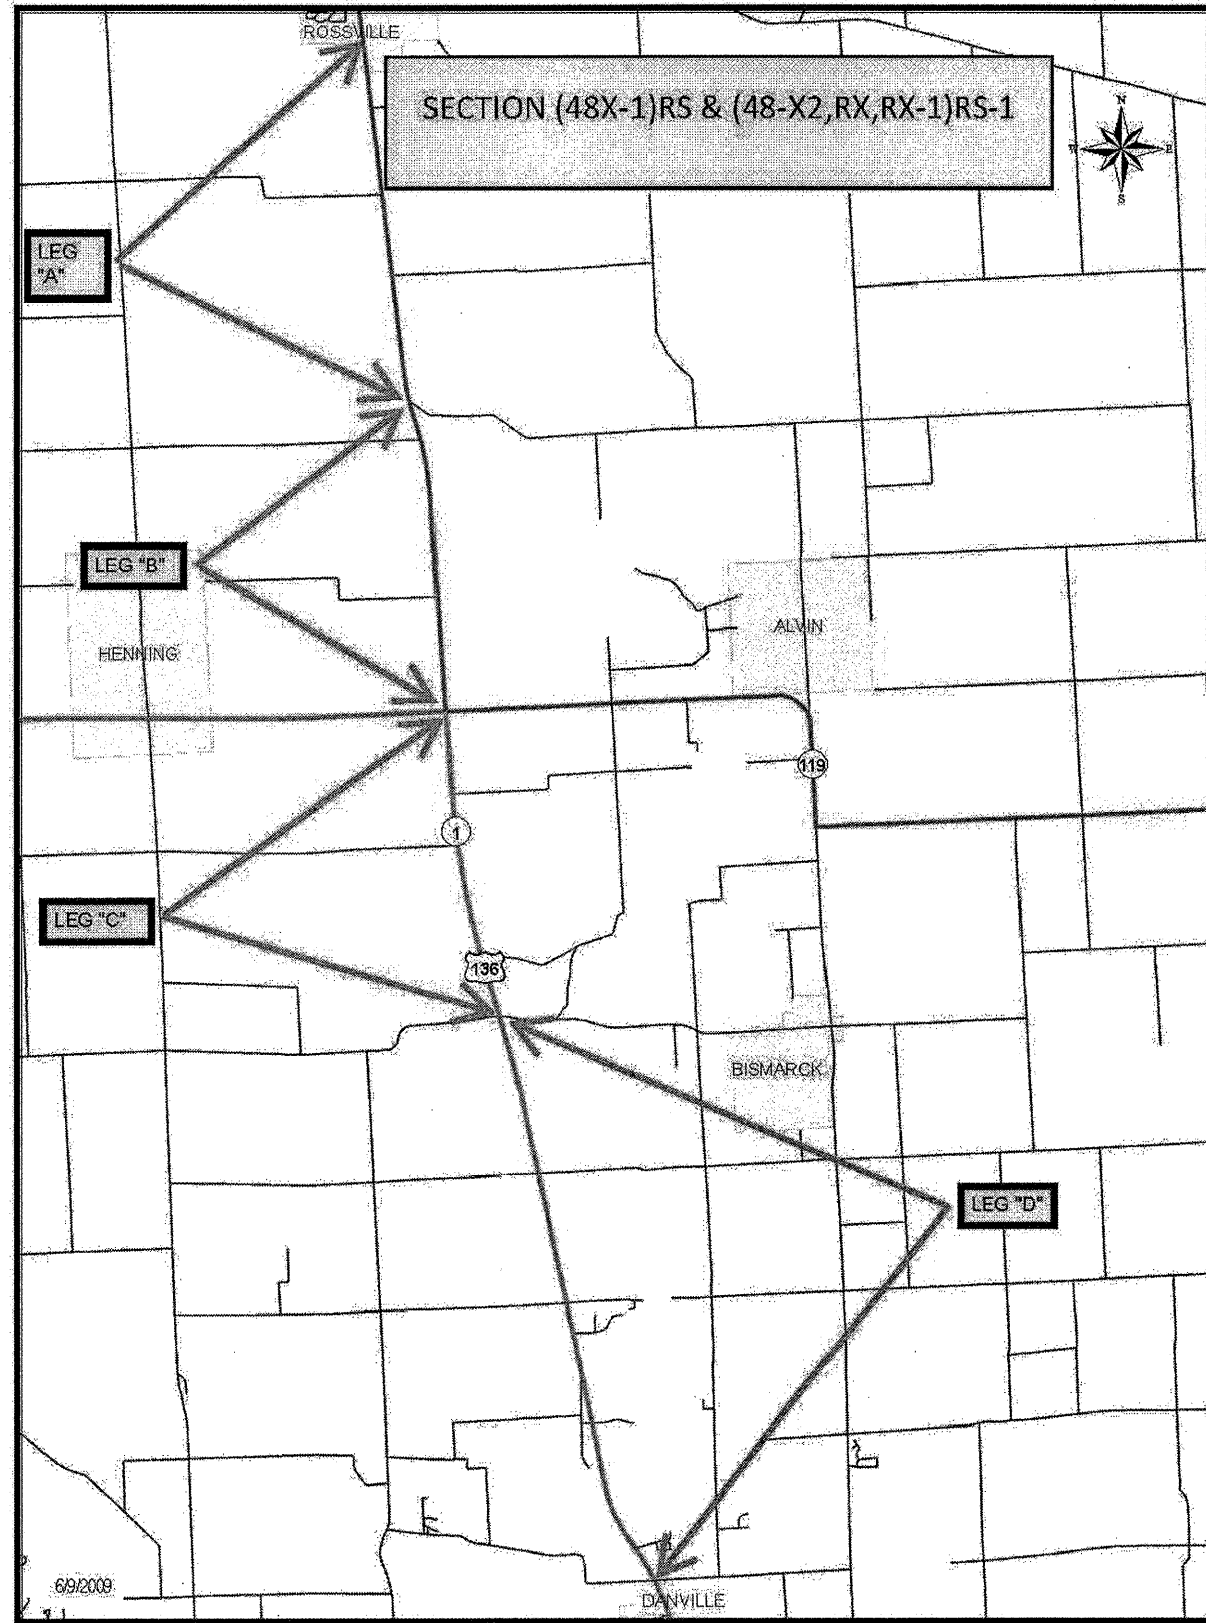 ROSSVILLE
SECTION (48X-1)RS & (48-X2,RX,RX-1)RS-1
N
E
S
LEG
"A"
LEG "B"
HENNING
ALVIN
119
1
LEG "C"
136
BISMARCK
LEG "D"
6/9/2009
DANVILLE